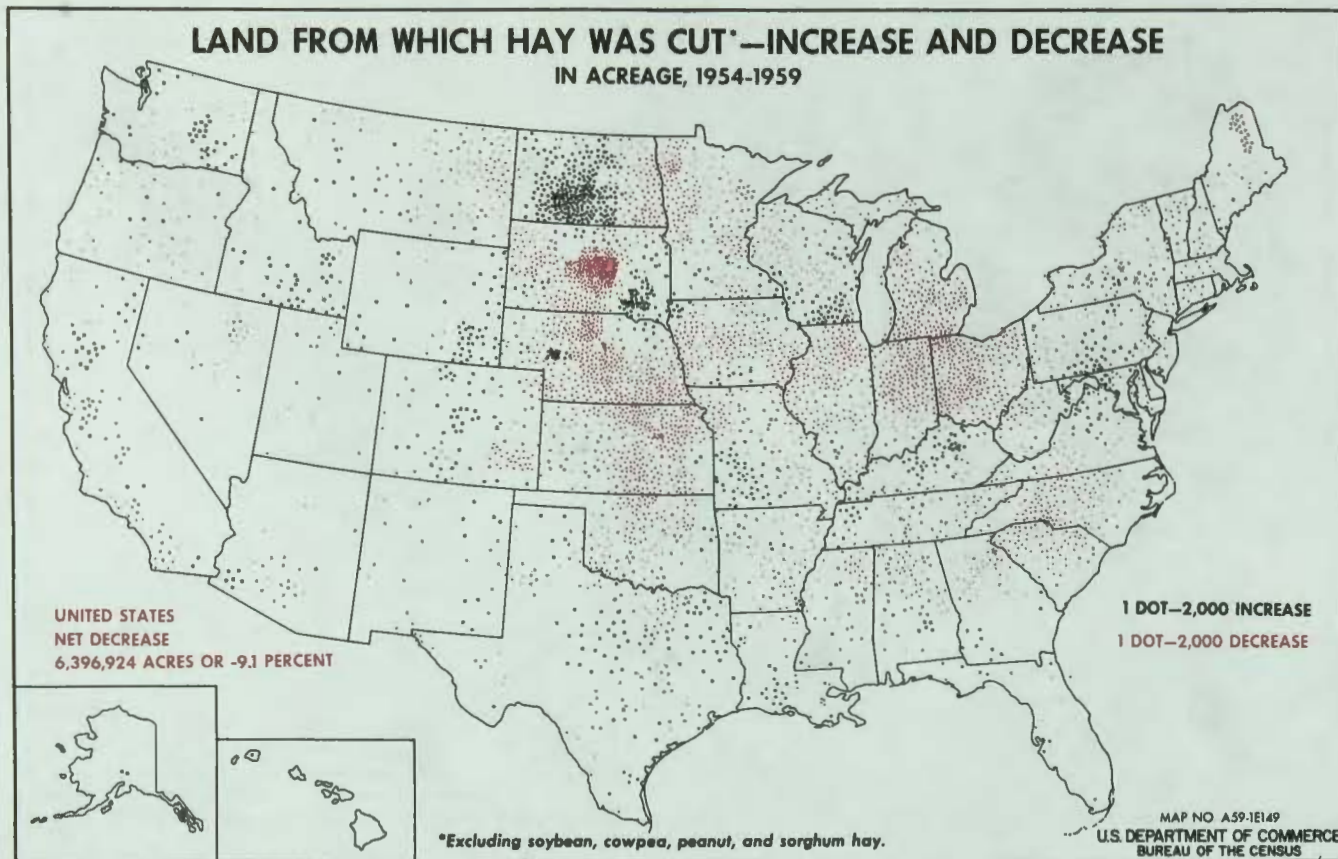 LAND FROM WHICH HAY WAS CUT*—INCREASE AND DECREASE
IN ACREAGE, 1954-1959
UNITED STATES
NET DECREASE
6,396,924 ACRES OR -9.1 PERCENT
1 DOT—2,000 INCREASE
1 DOT—2,000 DECREASE
*Excluding soybean, cowpea, peanut, and sorghum hay.
MAP NO. A59-1E149
U.S. DEPARTMENT OF COMMERCE
BUREAU OF THE CENSUS